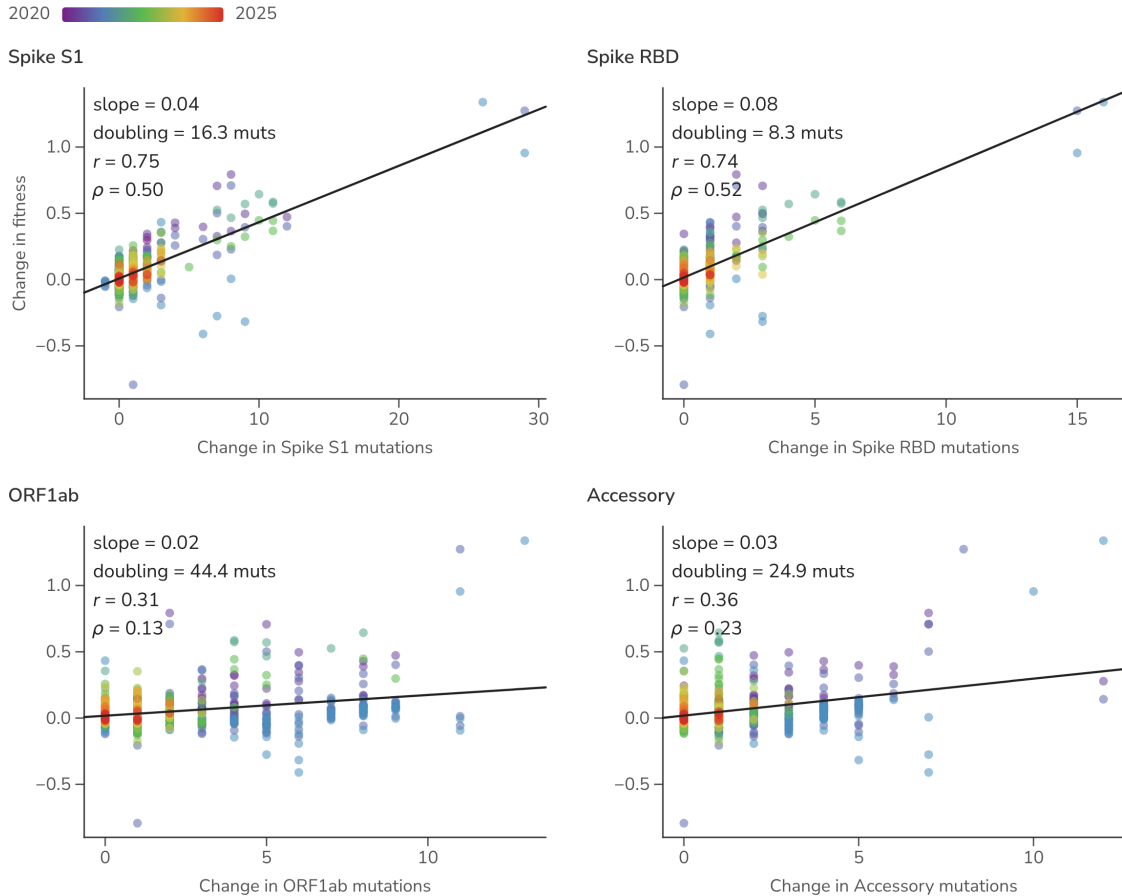 2020 2025
Spike S1
slope = 0.04
doubling = 16.3 muts
r = 0.75
ρ = 0.50
1.0
0.5
0.0
−0.5
Change in fitness
0 10 20 30
Change in Spike S1 mutations
Spike RBD
slope = 0.08
doubling = 8.3 muts
r = 0.74
ρ = 0.52
1.0
0.5
0.0
−0.5
0 5 10 15
Change in Spike RBD mutations
ORF1ab
slope = 0.02
doubling = 44.4 muts
r = 0.31
ρ = 0.13
1.0
0.5
0.0
−0.5
0 5 10
Change in ORF1ab mutations
Accessory
slope = 0.03
doubling = 24.9 muts
r = 0.36
ρ = 0.23
1.0
0.5
0.0
−0.5
0 5 10
Change in Accessory mutations